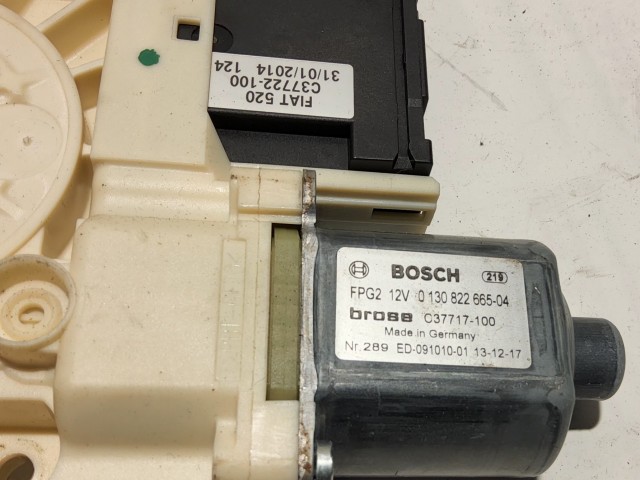 FIAT 520
C37722-100
31/01/2014 124
BOSCH 219
FPG2 12V 0 130 822 665-04
brose C37717-100
Made in Germany
Nr. 289 ED-091010-01 13-12-17